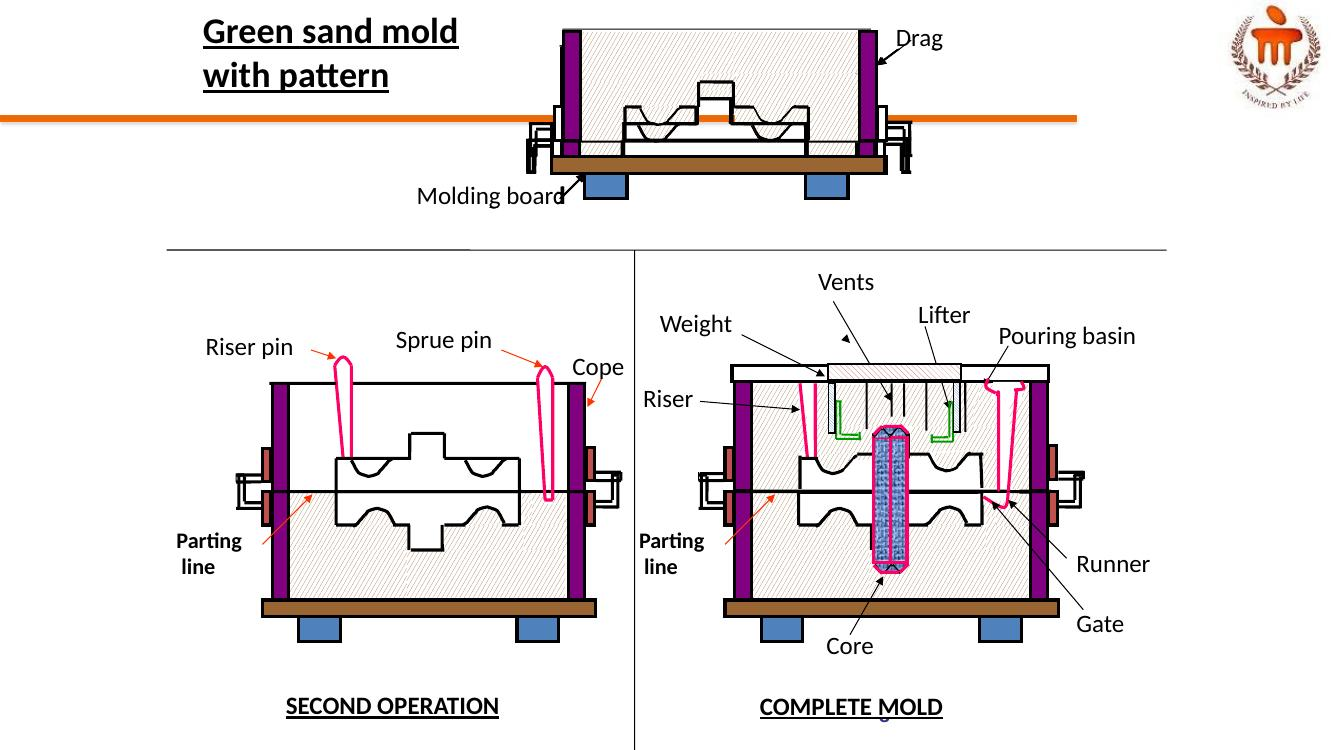 Green sand mold
with pattern
Drag
INSPIRED BY LIFE
Molding board
Vents
Lifter
Weight
Pouring basin
Sprue pin
Riser pin
Cope
Riser
Parting
line
Parting
line
Runner
Gate
Core
SECOND OPERATION
COMPLETE MOLD